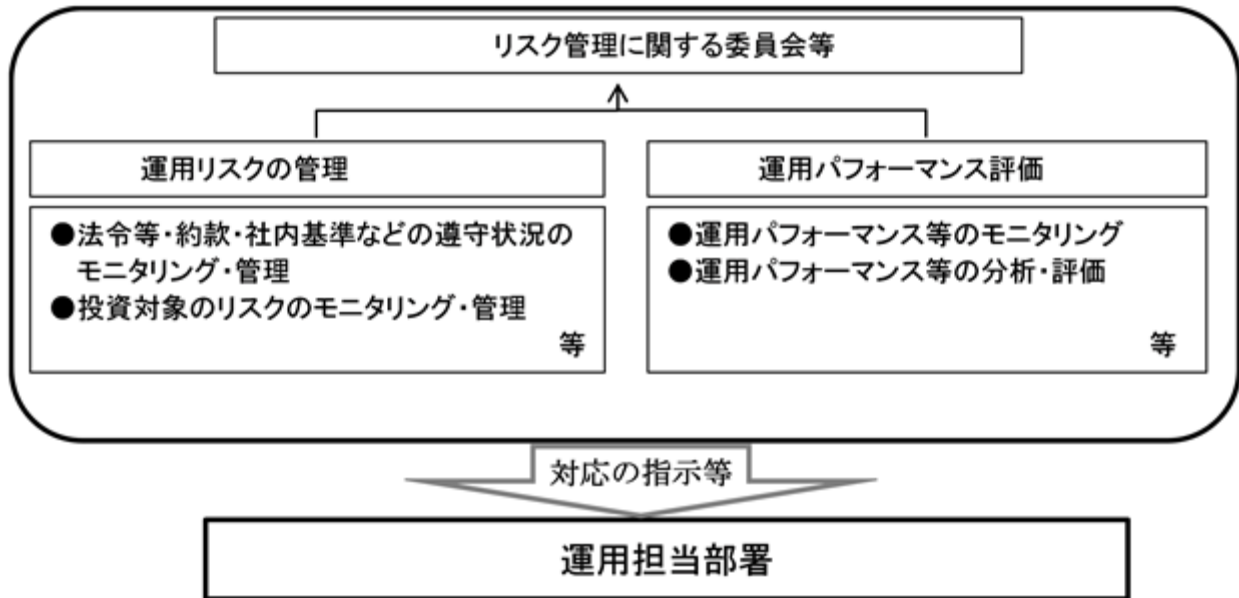 リスク管理に関する委員会等
運用リスクの管理
●法令等・約款・社内基準などの遵守状況の
モニタリング・管理
●投資対象のリスクのモニタリング・管理
等
運用パフォーマンス評価
●運用パフォーマンス等のモニタリング
●運用パフォーマンス等の分析・評価
等
対応の指示等
運用担当部署